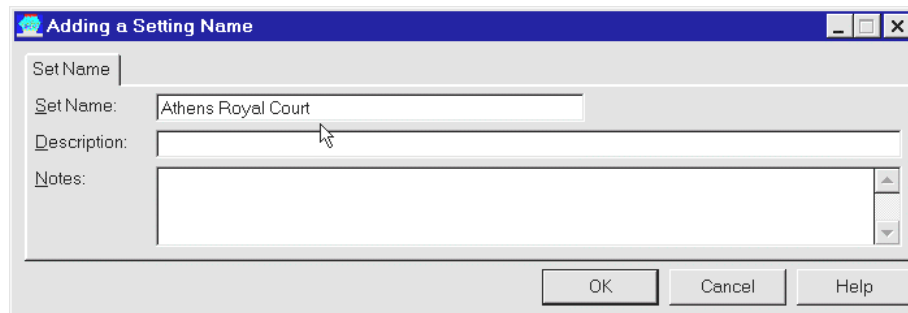 Adding a Setting Name
Set Name
Set Name: Athens Royal Court
Description:
Notes:
OK Cancel Help